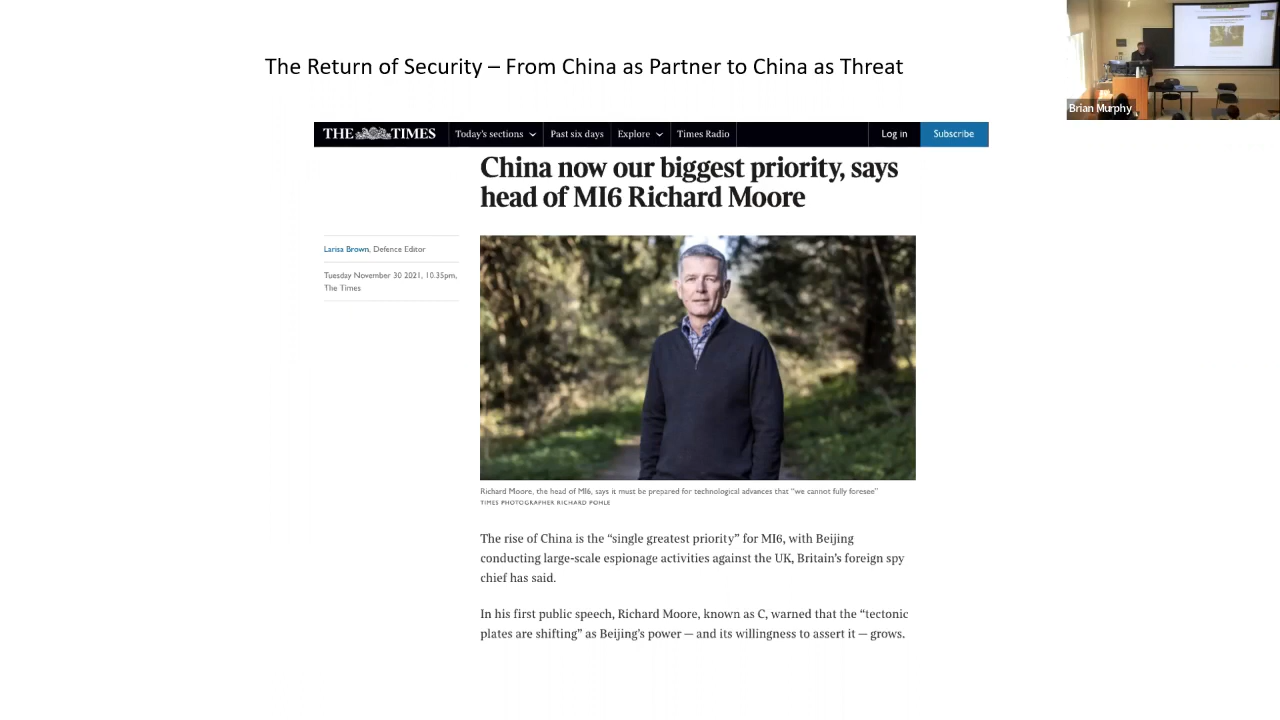 The Return of Security – From China as Partner to China as Threat
Brian Murphy
THE TIMES
Today's sections
Past six days
Explore
Times Radio
Log in
Subscribe
China now our biggest priority, says
head of MI6 Richard Moore
Larisa Brown, Defence Editor
Tuesday November 30 2021, 10.35pm,
The Times
Richard Moore, the head of MI6, says it must be prepared for technological advances that “we cannot fully foresee”
TIMES PHOTOGRAPHER RICHARD POHLE
The rise of China is the “single greatest priority” for MI6, with Beijing
conducting large-scale espionage activities against the UK, Britain’s foreign spy
chief has said.
In his first public speech, Richard Moore, known as C, warned that the “tectonic
plates are shifting” as Beijing’s power — and its willingness to assert it — grows.